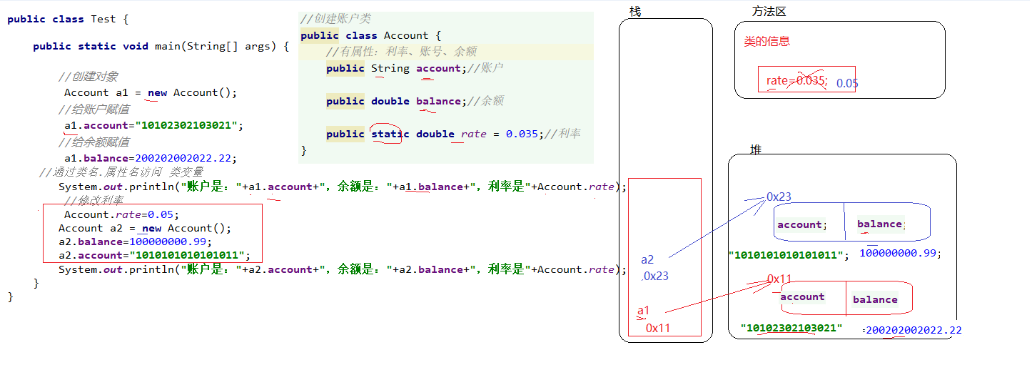 public class Test {
public static void main(String[] args) {
//创建对象
Account a1 = new Account();
//给账户赋值
a1.account="10102302103021";
//给余额赋值
a1.balance=200202002022.22;
//通过类名.属性名访问 类变量
System.out.println("账户是："+a1.account+"，余额是："+a1.balance+"，利率是"+Account.rate);
//修改利率
Account.rate=0.05;
Account a2 = new Account();
a2.balance=100000000.99;
a2.account="1010101010101011";
System.out.println("账户是："+a2.account+"，余额是："+a2.balance+"，利率是"+Account.rate);
}
}
//创建账户类
public class Account {
//有属性：利率、账号、余额
public String account;//账户
public double balance;//余额
public static double rate = 0.035;//利率
}
栈
a2
0x23
a1
0x11
方法区
类的信息
rate=0.035; 0.05
堆
0x23
account; balance;
"1010101010101011"; 100000000.99;
0x11
account balance
"10102302103021" :200202002022.22